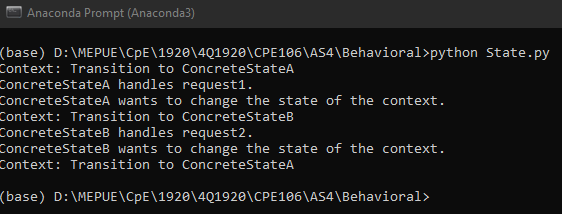 Anaconda Prompt (Anaconda3)
(base) D:\MEPUE\CpE\1920\4Q1920\CPE106\AS4\Behavioral>python State.py
Context: Transition to ConcreteStateA
ConcreteStateA handles request1.
ConcreteStateA wants to change the state of the context.
Context: Transition to ConcreteStateB
ConcreteStateB handles request2.
ConcreteStateB wants to change the state of the context.
Context: Transition to ConcreteStateA
(base) D:\MEPUE\CpE\1920\4Q1920\CPE106\AS4\Behavioral>